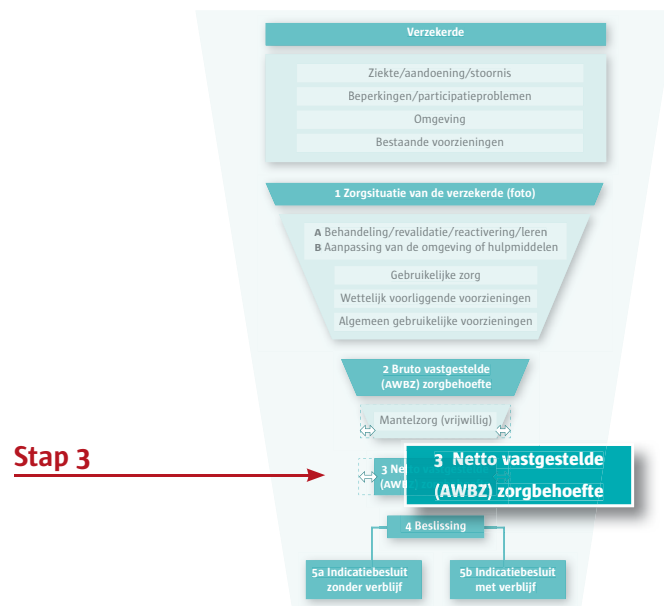 Verzekerde
Ziekte/aandoening/stoornis
Beperkingen/participatieproblemen
Omgeving
Bestaande voorzieningen
1 Zorgsituatie van de verzekerde (foto)
A Behandeling/revalidatie/reactivering/leren
B Aanpassing van de omgeving of hulpmiddelen
Gebruikelijke zorg
Wettelijk voorliggende voorzieningen
Algemeen gebruikelijke voorzieningen
2 Bruto vastgestelde
(AWBZ) zorgbehoefte
Mantelzorg (vrijwillig)
Stap 3
3 Netto vastgestelde
(AWBZ) zorgbehoefte
4 Beslissing
5a Indicatiebesluit
zonder verblijf
5b Indicatiebesluit
met verblijf